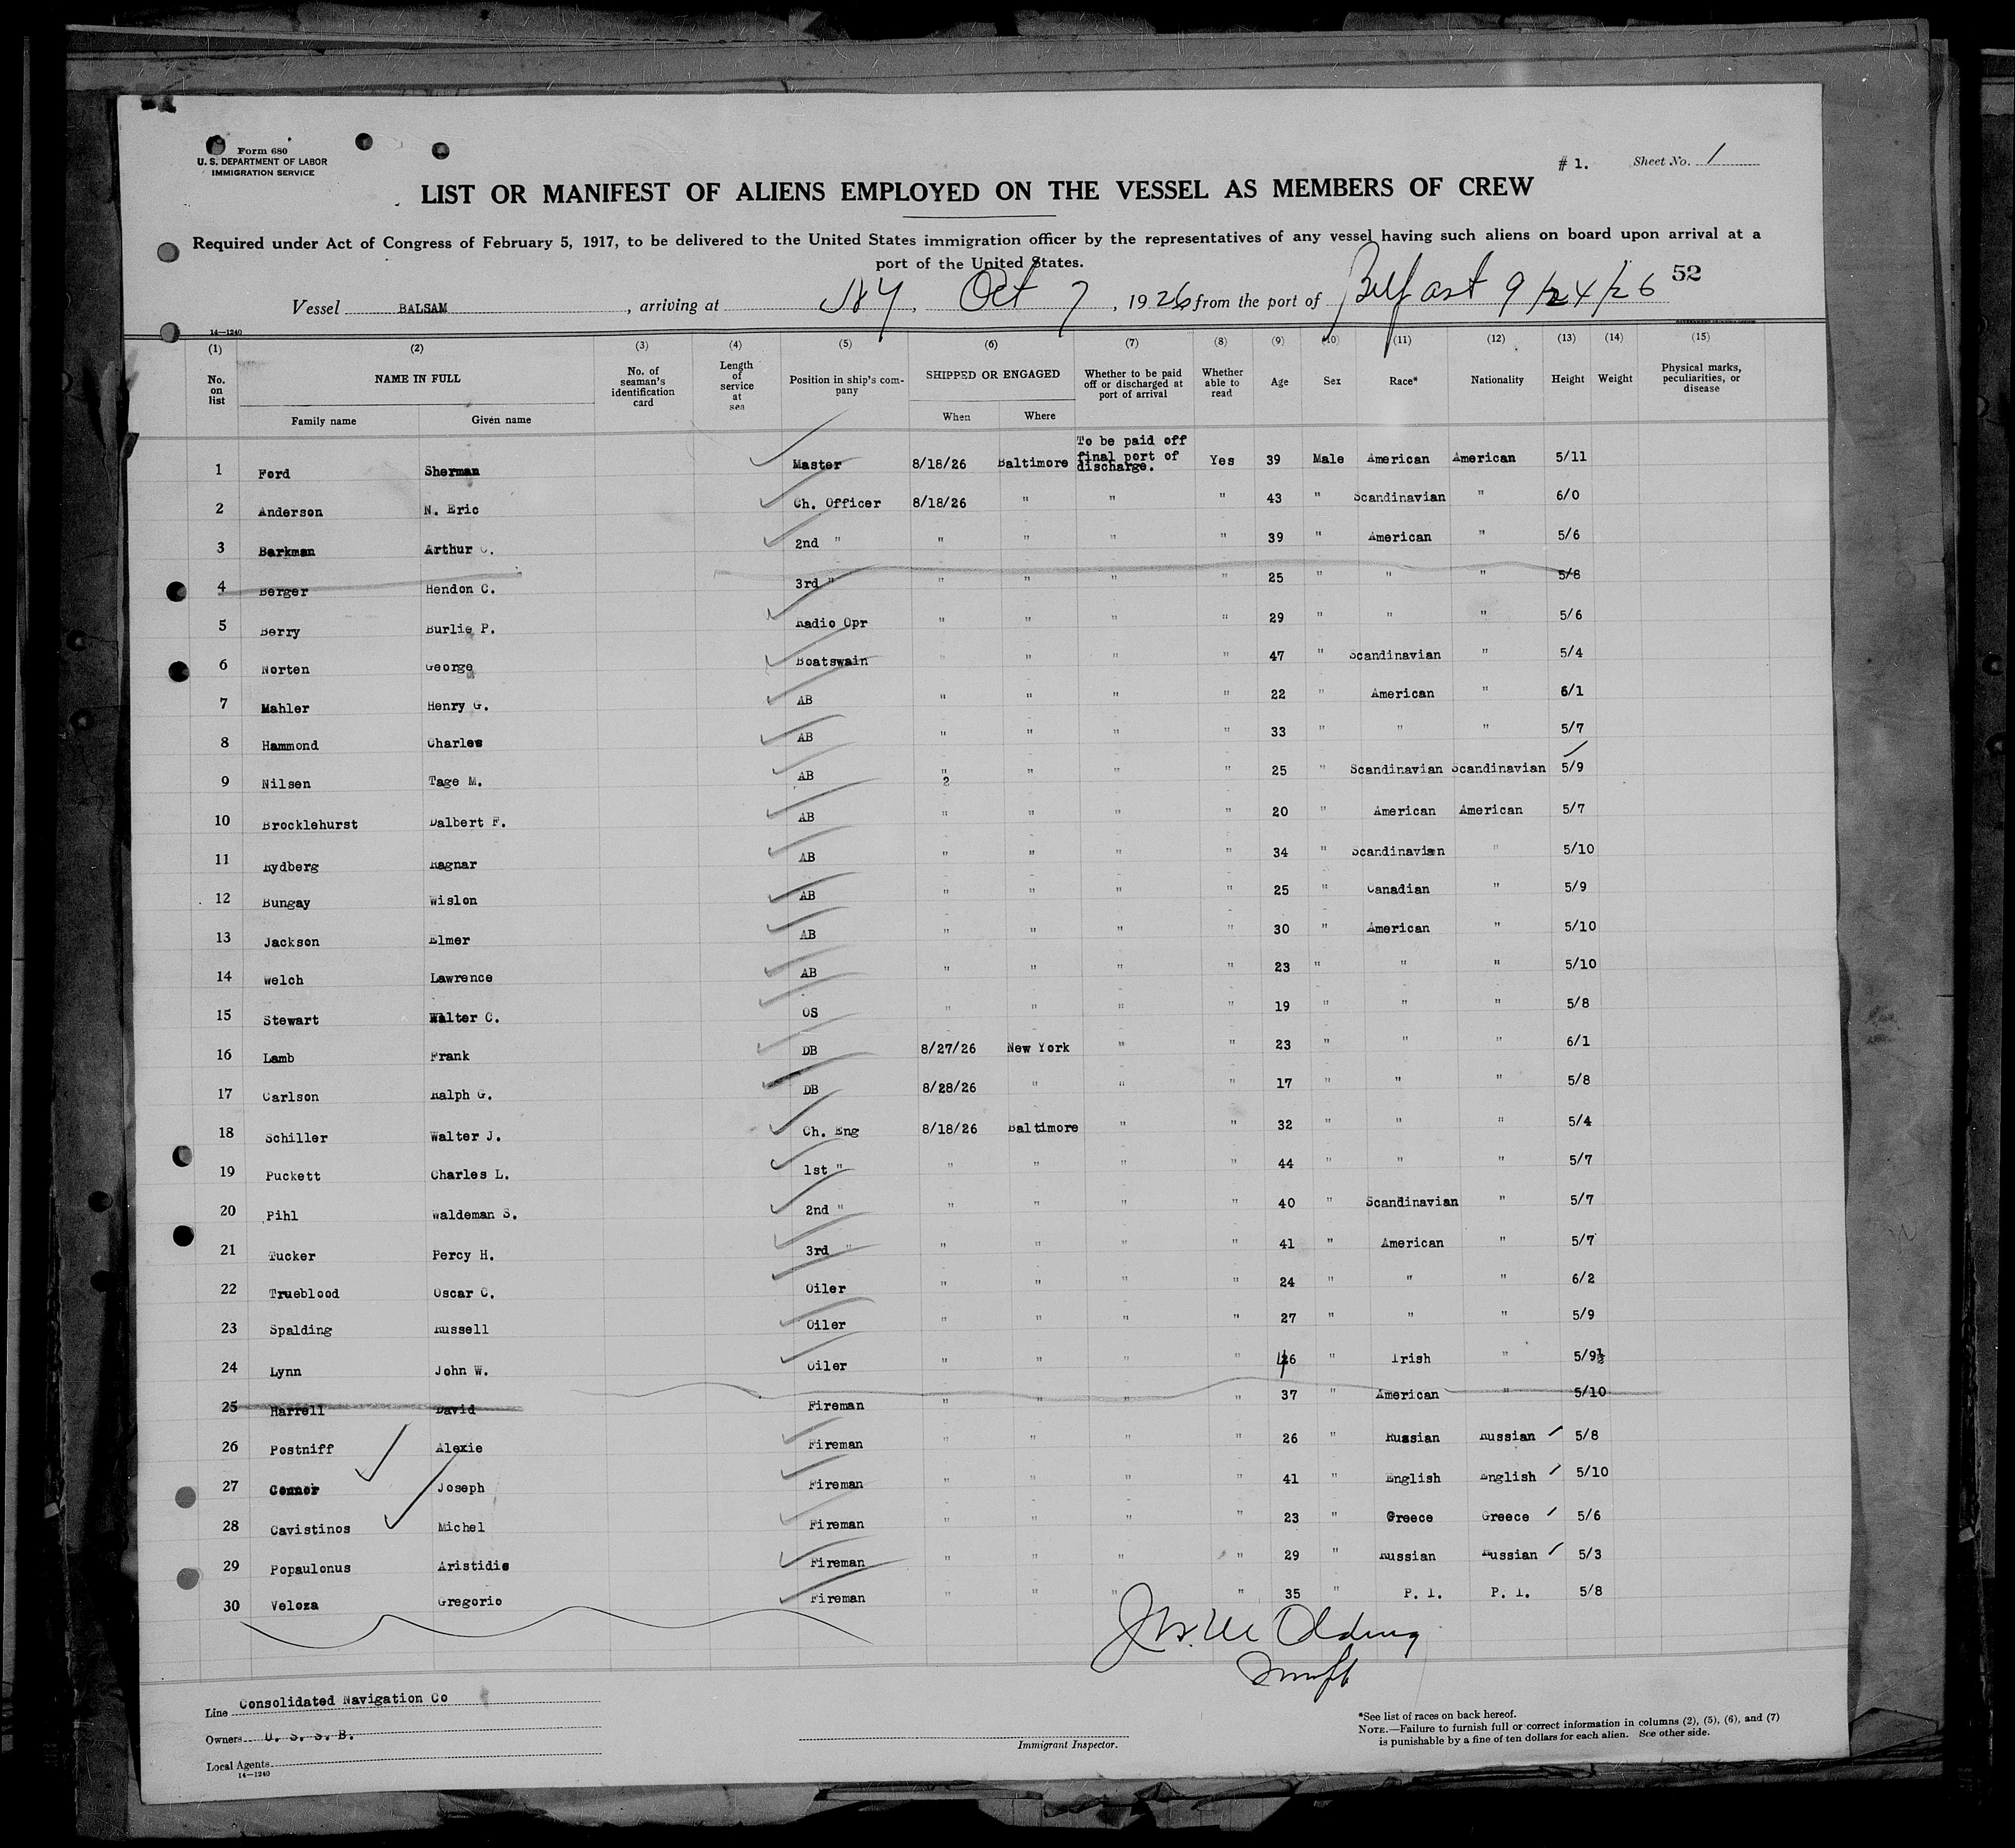 Form 680
U. S. DEPARTMENT OF LABOR
IMMIGRATION SERVICE
# 1. Sheet No. 1
LIST OR MANIFEST OF ALIENS EMPLOYED ON THE VESSEL AS MEMBERS OF CREW
Required under Act of Congress of February 5, 1917, to be delivered to the United States immigration officer by the representatives of any vessel having such aliens on board upon arrival at a
port of the United States.
52
Vessel BALSAM, arriving at NY, Oct 7, 1926 from the port of Belfast 9/24/26
14—1240
(1) (2) (3) (4) (5) (6) (7) (8) (9) (10) (11) (12) (13) (14) (15)
No. on list NAME IN FULL No. of seaman's identification card Length of service at sea Position in ship's company SHIPPED OR ENGAGED Whether to be paid off or discharged at port of arrival Whether able to read Age Sex Race* Nationality Height Weight Physical marks, peculiarities, or disease
Family name Given name When Where
1 Ford Sherman Master 8/18/26 Baltimore To be paid off final port of discharge. Yes 39 Male American American 5/11
2 Anderson N. Eric Ch. Officer 8/18/26 " " " 43 " Scandinavian " 6/0
3 Barkman Arthur C. 2nd " " " " " 39 " American " 5/6
4 Berger Hendon C. 3rd " " " " " 25 " " " 5/8
5 Berry Burlie P. Radio Opr " " " " 29 " " " 5/6
6 Norten George Boatswain " " " " 47 " Scandinavian " 5/4
7 Mahler Henry G. AB " " " " 22 " American " 6/1
8 Hammond Charles AB " " " " 33 " " " 5/7
9 Nilsen Tage M. AB " 2 " " " 25 " Scandinavian Scandinavian 5/9
10 Brocklehurst Dalbert F. AB " " " " 20 " American American 5/7
11 Rydberg Ragnar AB " " " " 34 " Scandinavian " 5/10
12 Bungay Wislon AB " " " " 25 " Canadian " 5/9
13 Jackson Elmer AB " " " " 30 " American " 5/10
14 Welch Lawrence AB " " " " 23 " " " 5/10
15 Stewart Walter C. OS " " " " 19 " " " 5/8
16 Lamb Frank DB 8/27/26 New York " " 23 " " " 6/1
17 Carlson Ralph G. DB 8/28/26 " " " 17 " " " 5/8
18 Schiller Walter J. Ch. Eng 8/18/26 Baltimore " " 32 " " " 5/4
19 Puckett Charles L. 1st " " " " " 44 " " " 5/7
20 Pihl Waldeman S. 2nd " " " " " 40 " Scandinavian " 5/7
21 Tucker Percy H. 3rd " " " " " 41 " American " 5/7
22 Trueblood Oscar C. Oiler " " " " 24 " " " 6/2
23 Spalding Russell Oiler " " " " 27 " " " 5/9
24 Lynn John W. Oiler " " " " 46 " Irish " 5/9½
25 Harrell David Fireman " " " " 37 " American " 5/10
26 Postniff Alexie Fireman " " " " 26 " Russian Russian 5/8
27 Connor Joseph Fireman " " " " 41 " English English 5/10
28 Cavistinos Michel Fireman " " " " 23 " Greece Greece 5/6
29 Popaulonus Aristidis Fireman " " " " 29 " Russian Russian 5/3
30 Veloza Gregorio Fireman " " " " 35 " P. I. P. I. 5/8
Line Consolidated Navigation Co
Owners U. S. S. B.
Local Agents
14—1240
Immigrant Inspector.
*See list of races on back hereof.
NOTE.—Failure to furnish full or correct information in columns (2), (5), (6), and (7)
is punishable by a fine of ten dollars for each alien. See other side.